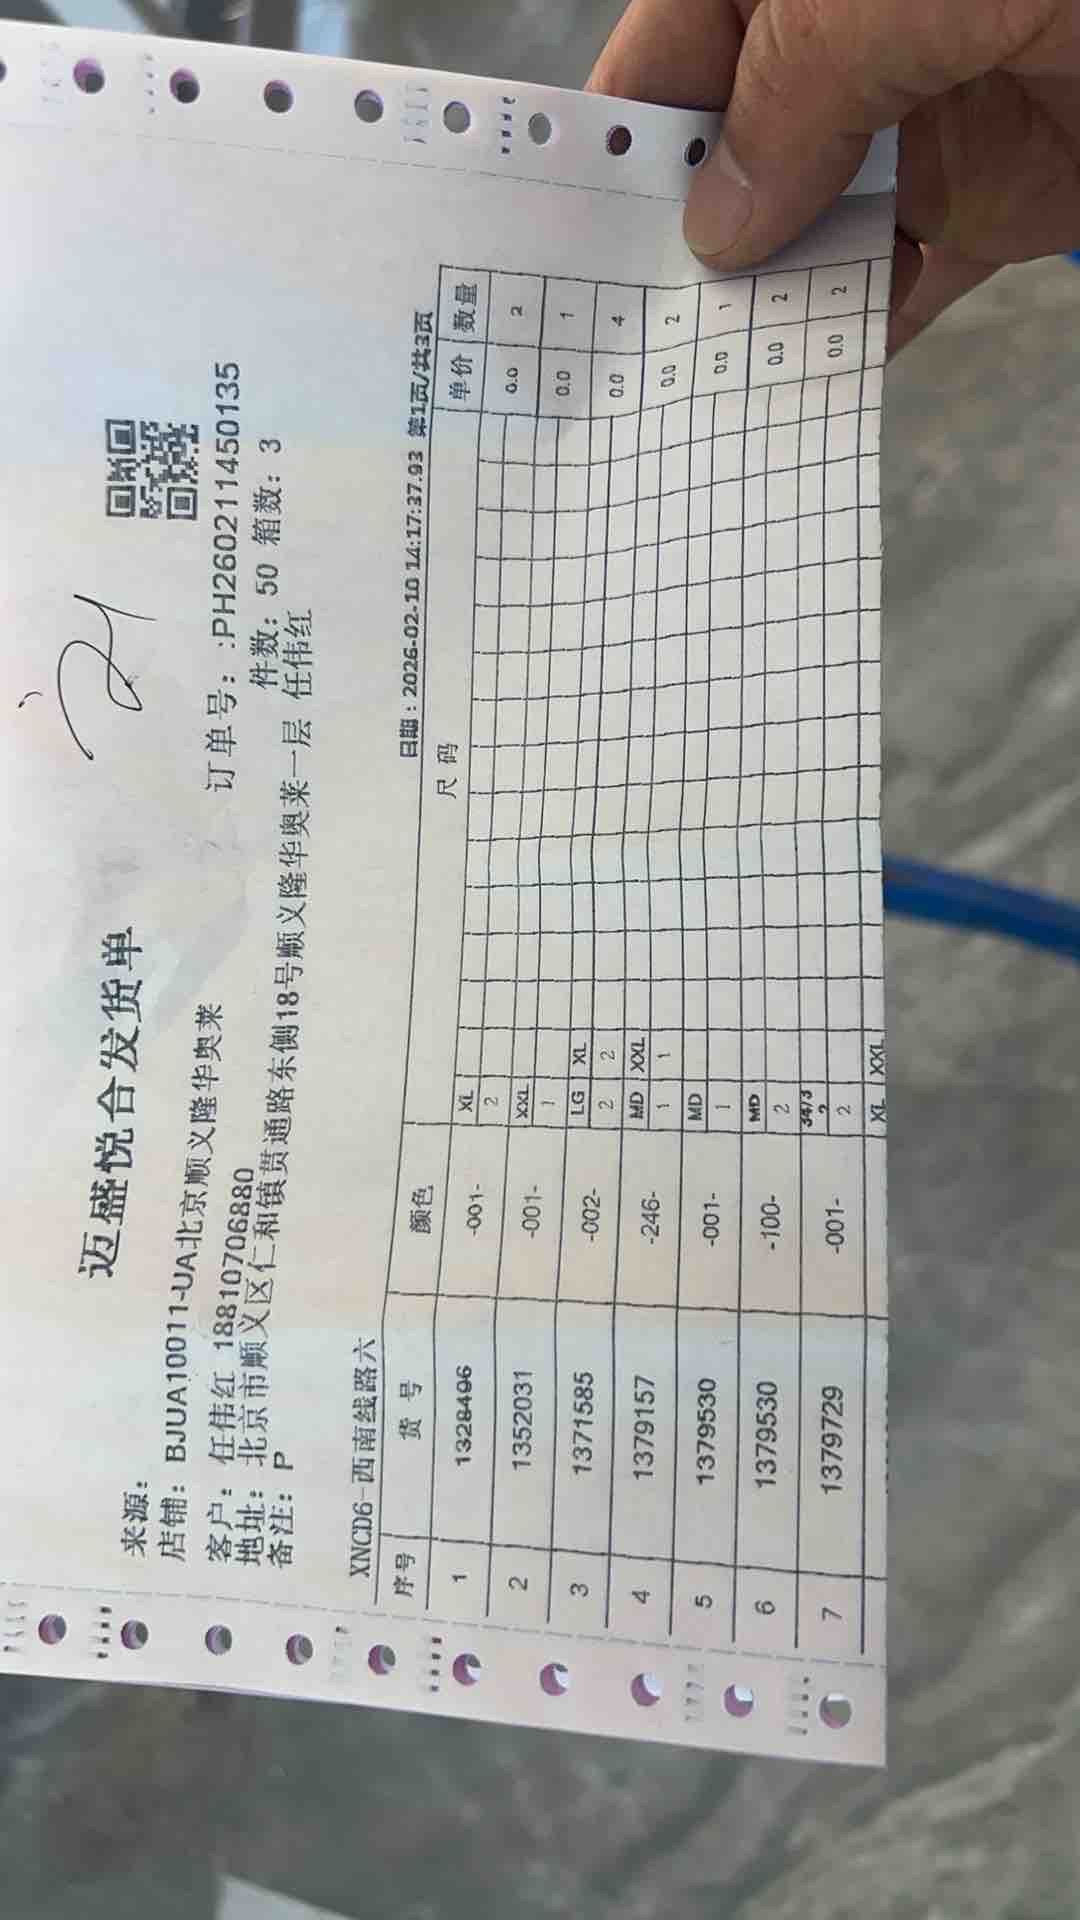 迈盛悦合发货单
来源：
店铺：BJUA10011-UA北京顺义隆华奥莱
订单号：:PH2602111450135
客户：任伟红 18810706880
件数：50 箱数：3
地址：北京市顺义区仁和镇贯通路东侧18号顺义隆华奥莱一层 任伟红
备注：P
XNCD6-西南线路六
日期：2026-02-10 14:17:37.93 第1页/共3页
序号 货号 颜色 尺码 单价 数量
1 1328496 -001- XL 0.0 2
2
2 1352031 -001- XXL 0.0 1
1
3 1371585 -002- LG XL 0.0 4
2 2
4 1379157 -246- MD XXL 0.0 2
1 1
5 1379530 -001- MD 0.0 1
1
6 1379530 -100- MD 0.0 2
2
7 1379729 -001- 34/3 0.0 2
2
XL XXL